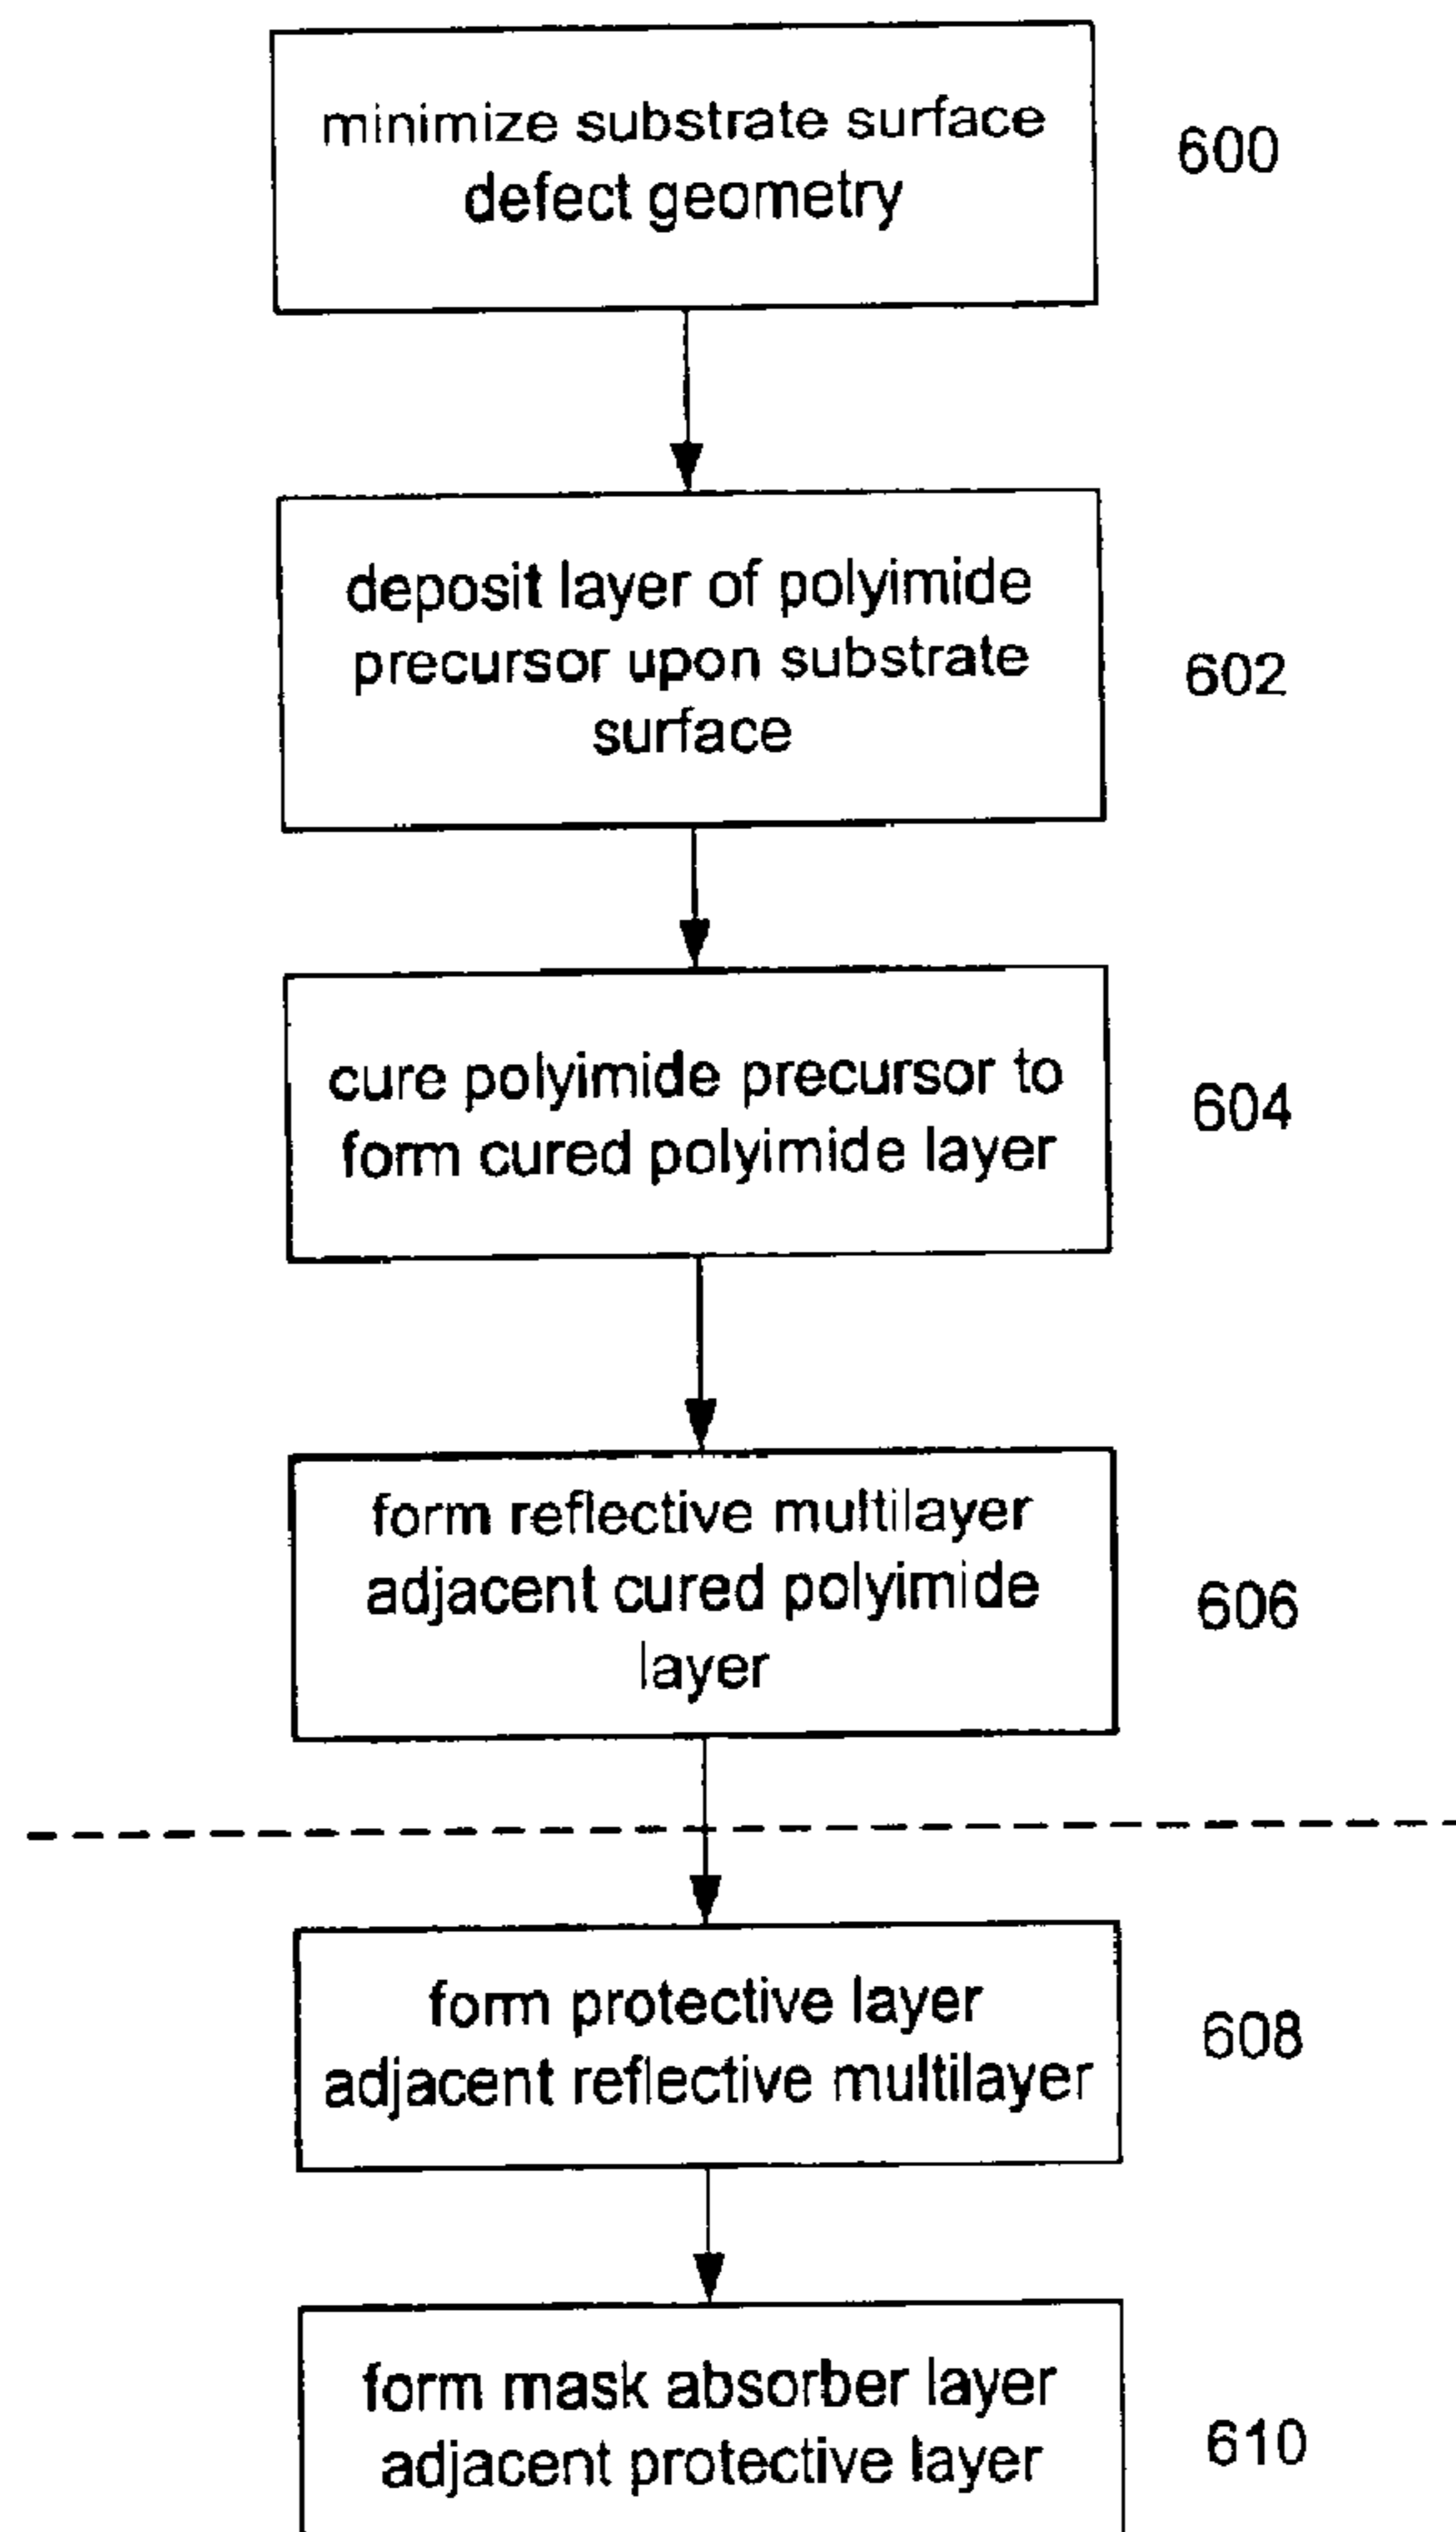 minimize substrate surface
defect geometry
600
deposit layer of polyimide
precursor upon substrate
surface
602
cure polyimide precursor to
form cured polyimide layer
604
form reflective multilayer
adjacent cured polyimide
layer
606
form protective layer
adjacent reflective multilayer
608
form mask absorber layer
adjacent protective layer
610